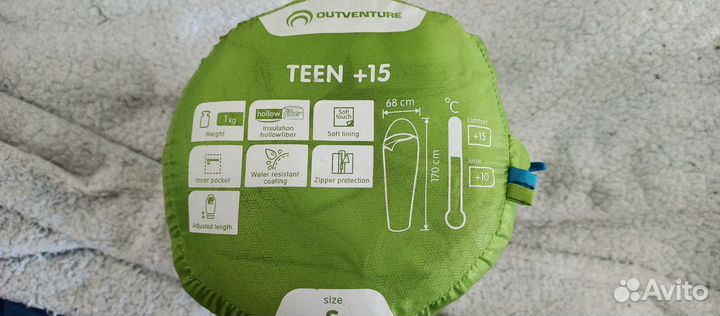 OUTVENTURE
TEEN +15
1 kg
Weight
hollow
Insulation
hollowfiber
Soft
touch
Soft lining
Inner pocket
Water resistant
coating
Zipper protection
Adjusted length
68 cm
170 cm
°C
comfort
+15
+10
size
S
Avito